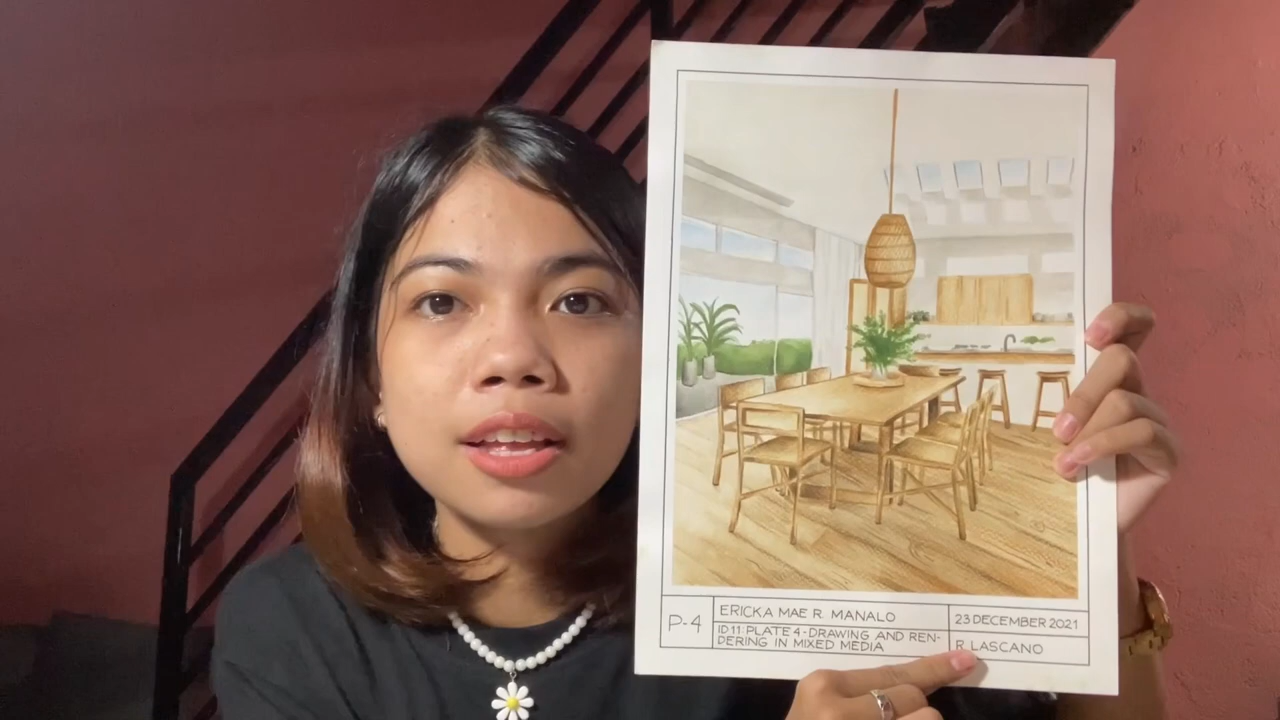 P-4
ERICKA MAE R. MANALO
23 DECEMBER 2021
ID 11: PLATE 4 - DRAWING AND REN-
DERING IN MIXED MEDIA
R. LASCANO